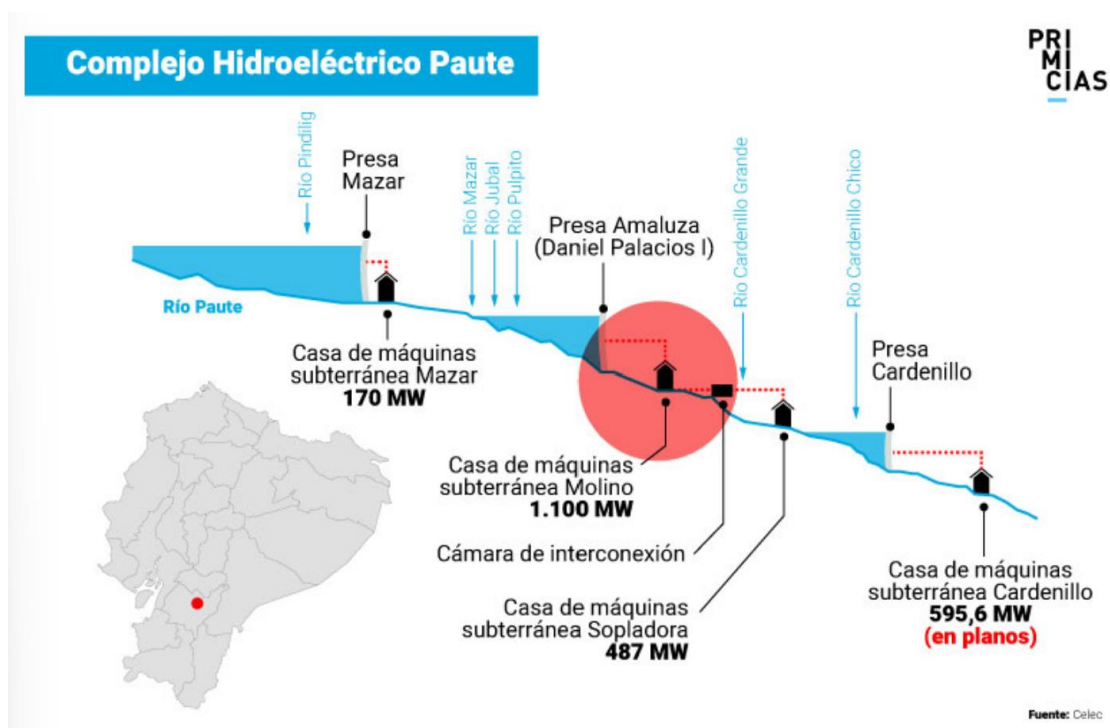 Complejo Hidroeléctrico Paute
PRI
MI
CIAS
Río Pindilig
Presa
Mazar
Río Mazar
Río Jubal
Río Pulpito
Presa Amaluza
(Daniel Palacios I)
Río Cardenillo Grande
Río Cardenillo Chico
Río Paute
Presa
Cardenillo
Casa de máquinas
subterránea Mazar
170 MW
Casa de máquinas
subterránea Molino
1.100 MW
Cámara de interconexión
Casa de máquinas
subterránea Sopladora
487 MW
Casa de máquinas
subterránea Cardenillo
595,6 MW
(en planos)
Fuente: Celec